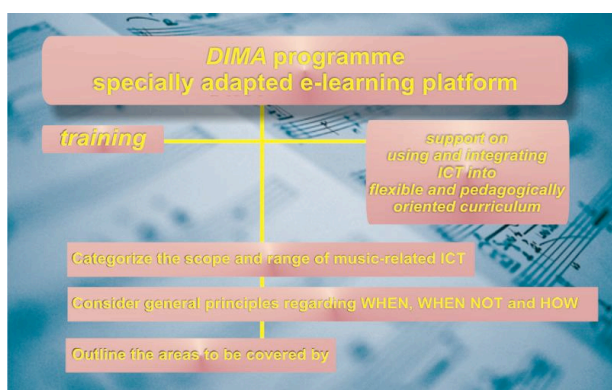 DIMA programme
specially adapted e-learning platform
training
support on
using and integrating
ICT into
flexible and pedagogically
oriented curriculum
Categorize the scope and range of music-related ICT
Consider general principles regarding WHEN, WHEN NOT and HOW
Outline the areas to be covered by